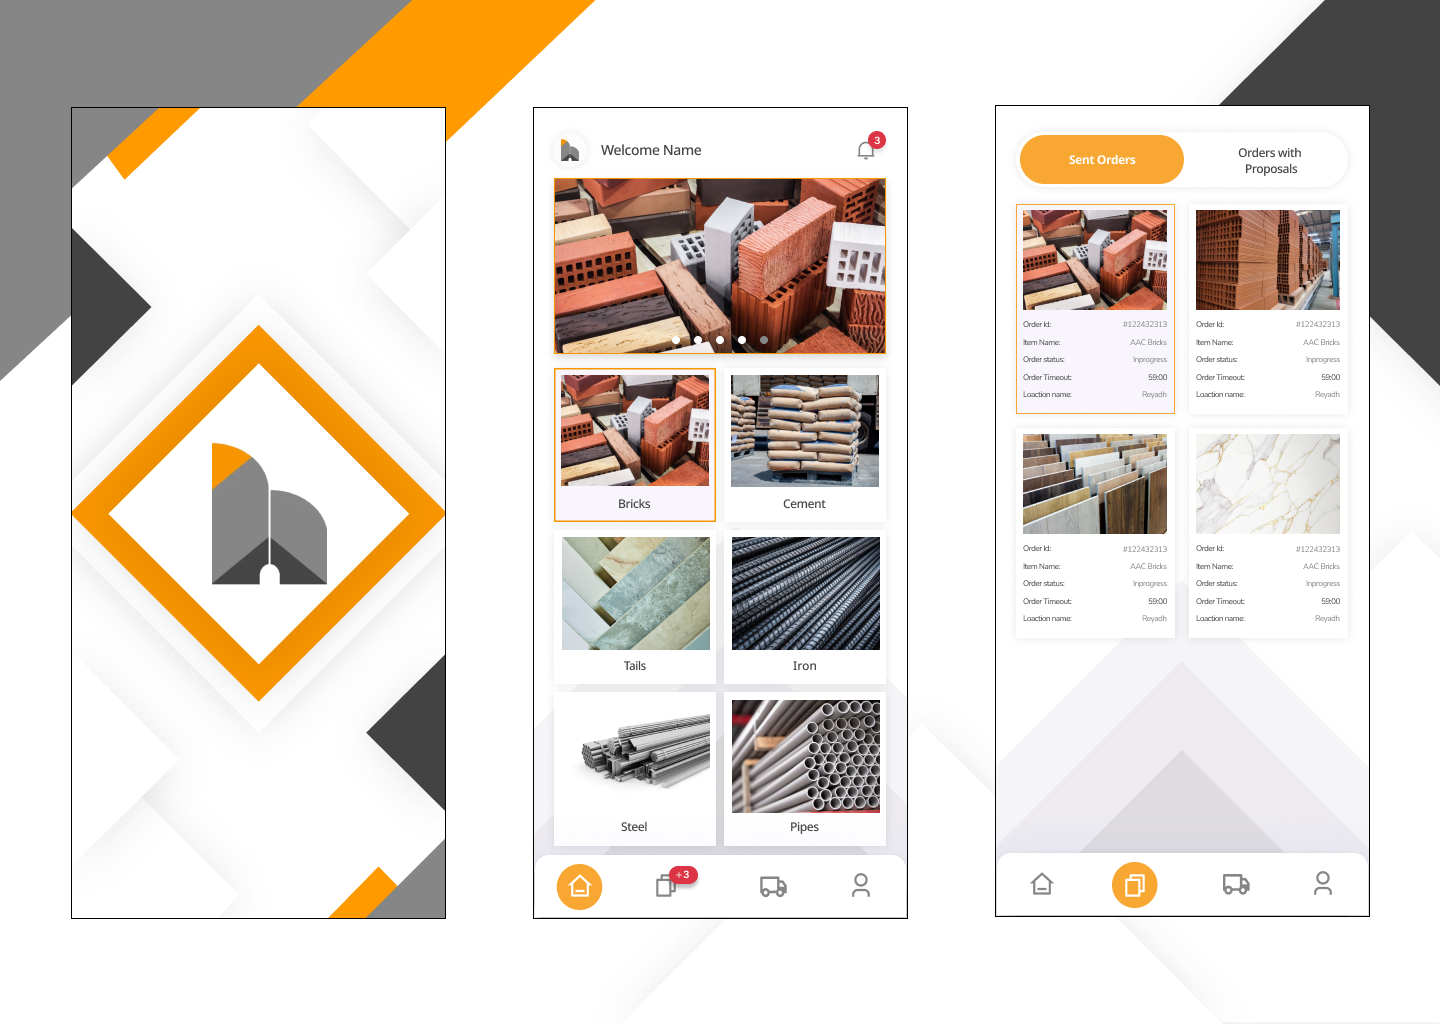 Welcome Name
3
Bricks
Cement
Tails
Iron
Steel
Pipes
+3
Sent Orders
Orders with
Proposals
Order Id: #122432313
Item Name: AAC Bricks
Order status: Inprogress
Order Timeout: 59:00
Loaction name: Reyadh
Order Id: #122432313
Item Name: AAC Bricks
Order status: Inprogress
Order Timeout: 59:00
Loaction name: Reyadh
Order Id: #122432313
Item Name: AAC Bricks
Order status: Inprogress
Order Timeout: 59:00
Loaction name: Reyadh
Order Id: #122432313
Item Name: AAC Bricks
Order status: Inprogress
Order Timeout: 59:00
Loaction name: Reyadh